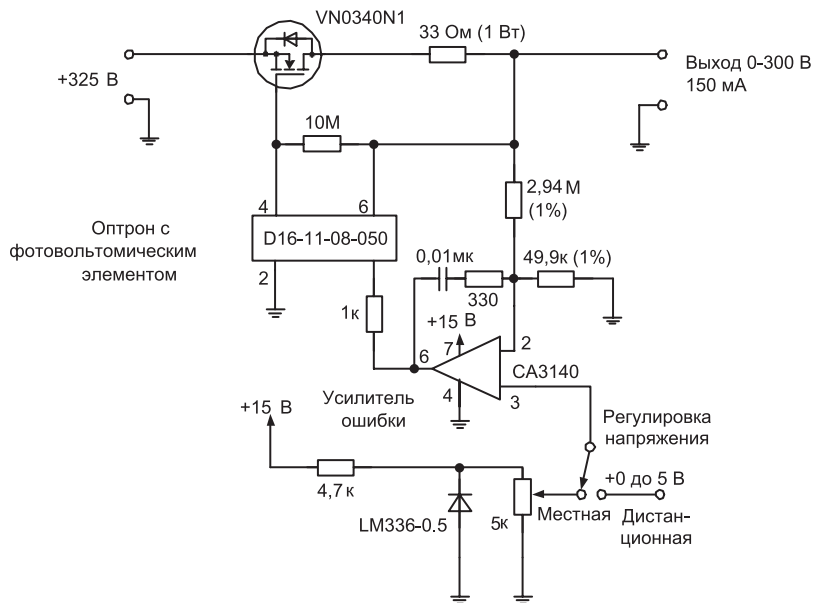 VN0340N1
33 Ом (1 Вт)
+325 В
Выход 0-300 В
150 мА
10М
2,94 М
(1%)
4
6
D16-11-08-050
2
Оптрон с
фотовольтомическим
элементом
0,01мк
330
49,9к (1%)
1к
+15 В
7
6
2
CA3140
4
3
Усилитель
ошибки
+15 В
Регулировка
напряжения
4,7 к
+0 до 5 В
LM336-0.5
5к
Местная
Дистан-
ционная